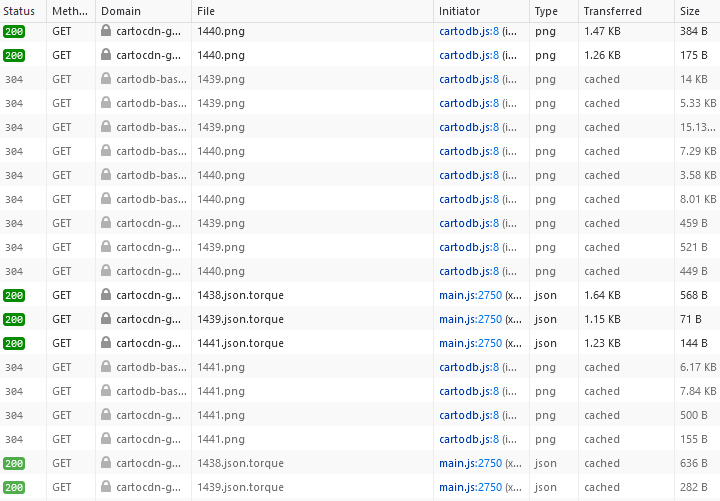 Status Meth... Domain File Initiator Type Transferred Size
200 GET cartocdn-g... 1440.png cartodb.js:8 (i... png 1.47 KB 384 B
200 GET cartocdn-g... 1440.png cartodb.js:8 (i... png 1.26 KB 175 B
304 GET cartodb-bas... 1439.png cartodb.js:8 (i... png cached 14 KB
304 GET cartodb-bas... 1439.png cartodb.js:8 (i... png cached 5.33 KB
304 GET cartodb-bas... 1439.png cartodb.js:8 (i... png cached 15.13...
304 GET cartodb-bas... 1440.png cartodb.js:8 (i... png cached 7.29 KB
304 GET cartodb-bas... 1440.png cartodb.js:8 (i... png cached 3.58 KB
304 GET cartodb-bas... 1440.png cartodb.js:8 (i... png cached 8.01 KB
304 GET cartocdn-g... 1439.png cartodb.js:8 (i... png cached 459 B
304 GET cartocdn-g... 1439.png cartodb.js:8 (i... png cached 521 B
304 GET cartocdn-g... 1440.png cartodb.js:8 (i... png cached 449 B
200 GET cartocdn-g... 1438.json.torque main.js:2750 (x... json 1.64 KB 568 B
200 GET cartocdn-g... 1439.json.torque main.js:2750 (x... json 1.15 KB 71 B
200 GET cartocdn-g... 1441.json.torque main.js:2750 (x... json 1.23 KB 144 B
304 GET cartodb-bas... 1441.png cartodb.js:8 (i... png cached 6.17 KB
304 GET cartodb-bas... 1441.png cartodb.js:8 (i... png cached 7.84 KB
304 GET cartocdn-g... 1441.png cartodb.js:8 (i... png cached 500 B
304 GET cartocdn-g... 1441.png cartodb.js:8 (i... png cached 155 B
200 GET cartocdn-g... 1438.json.torque main.js:2750 (x... json cached 636 B
200 GET cartocdn-g... 1439.json.torque main.js:2750 (x... json cached 282 B